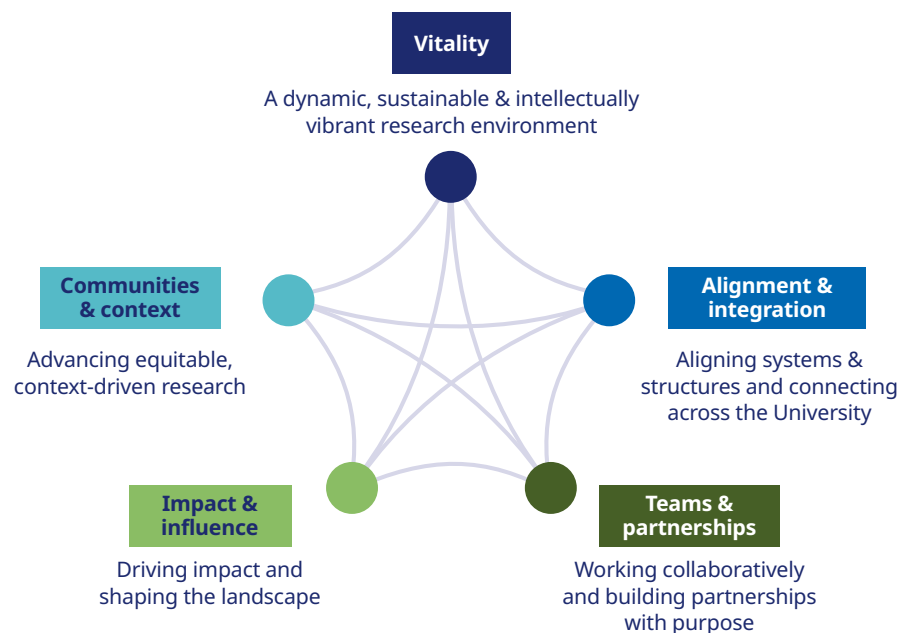 Vitality
A dynamic, sustainable & intellectually
vibrant research environment
Communities
& context
Advancing equitable,
context-driven research
Alignment &
integration
Aligning systems &
structures and connecting
across the University
Impact &
influence
Driving impact and
shaping the landscape
Teams &
partnerships
Working collaboratively
and building partnerships
with purpose